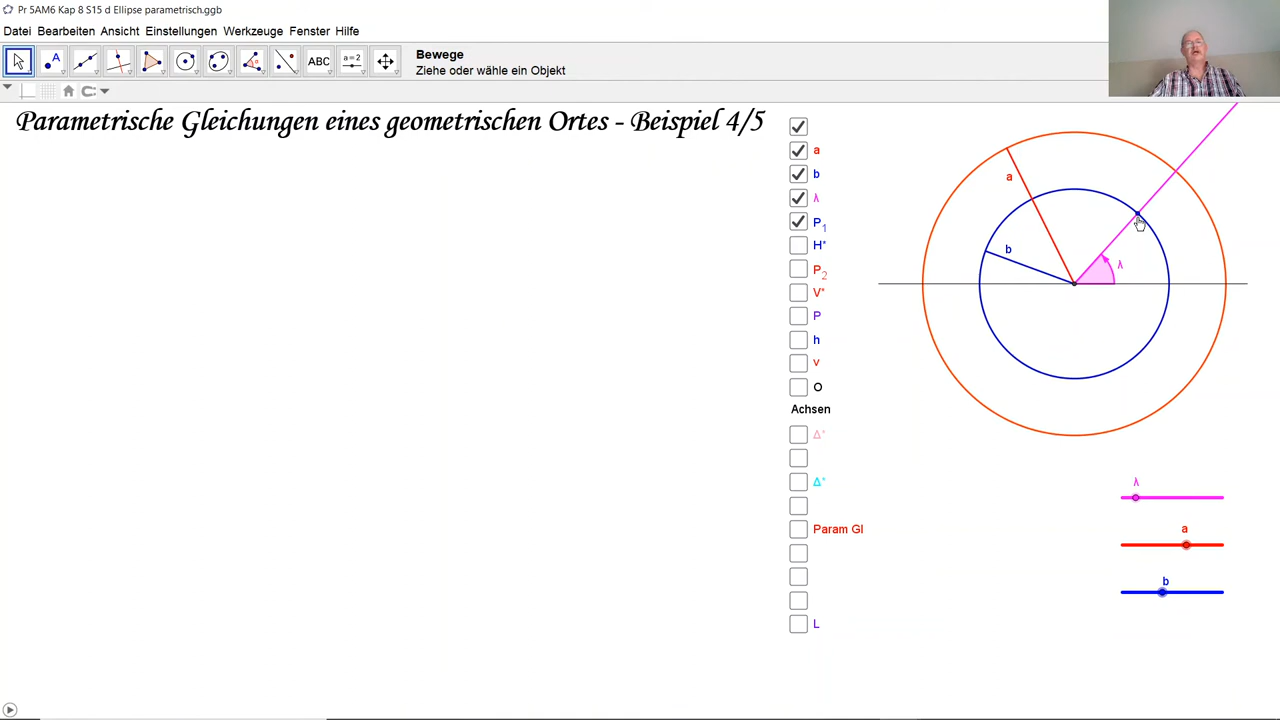 Pr 5AM6 Kap 8 S15 d Ellipse parametrisch.ggb
Datei Bearbeiten Ansicht Einstellungen Werkzeuge Fenster Hilfe
A
ABC
a=2
Bewege
Ziehe oder wähle ein Objekt
Parametrische Gleichungen eines geometrischen Ortes - Beispiel 4/5
a
b
λ
P₁
H*
P₂
V*
P
h
v
O
Achsen
Δ*
Δ*
Param Gl
L
a
b
λ
λ
a
b